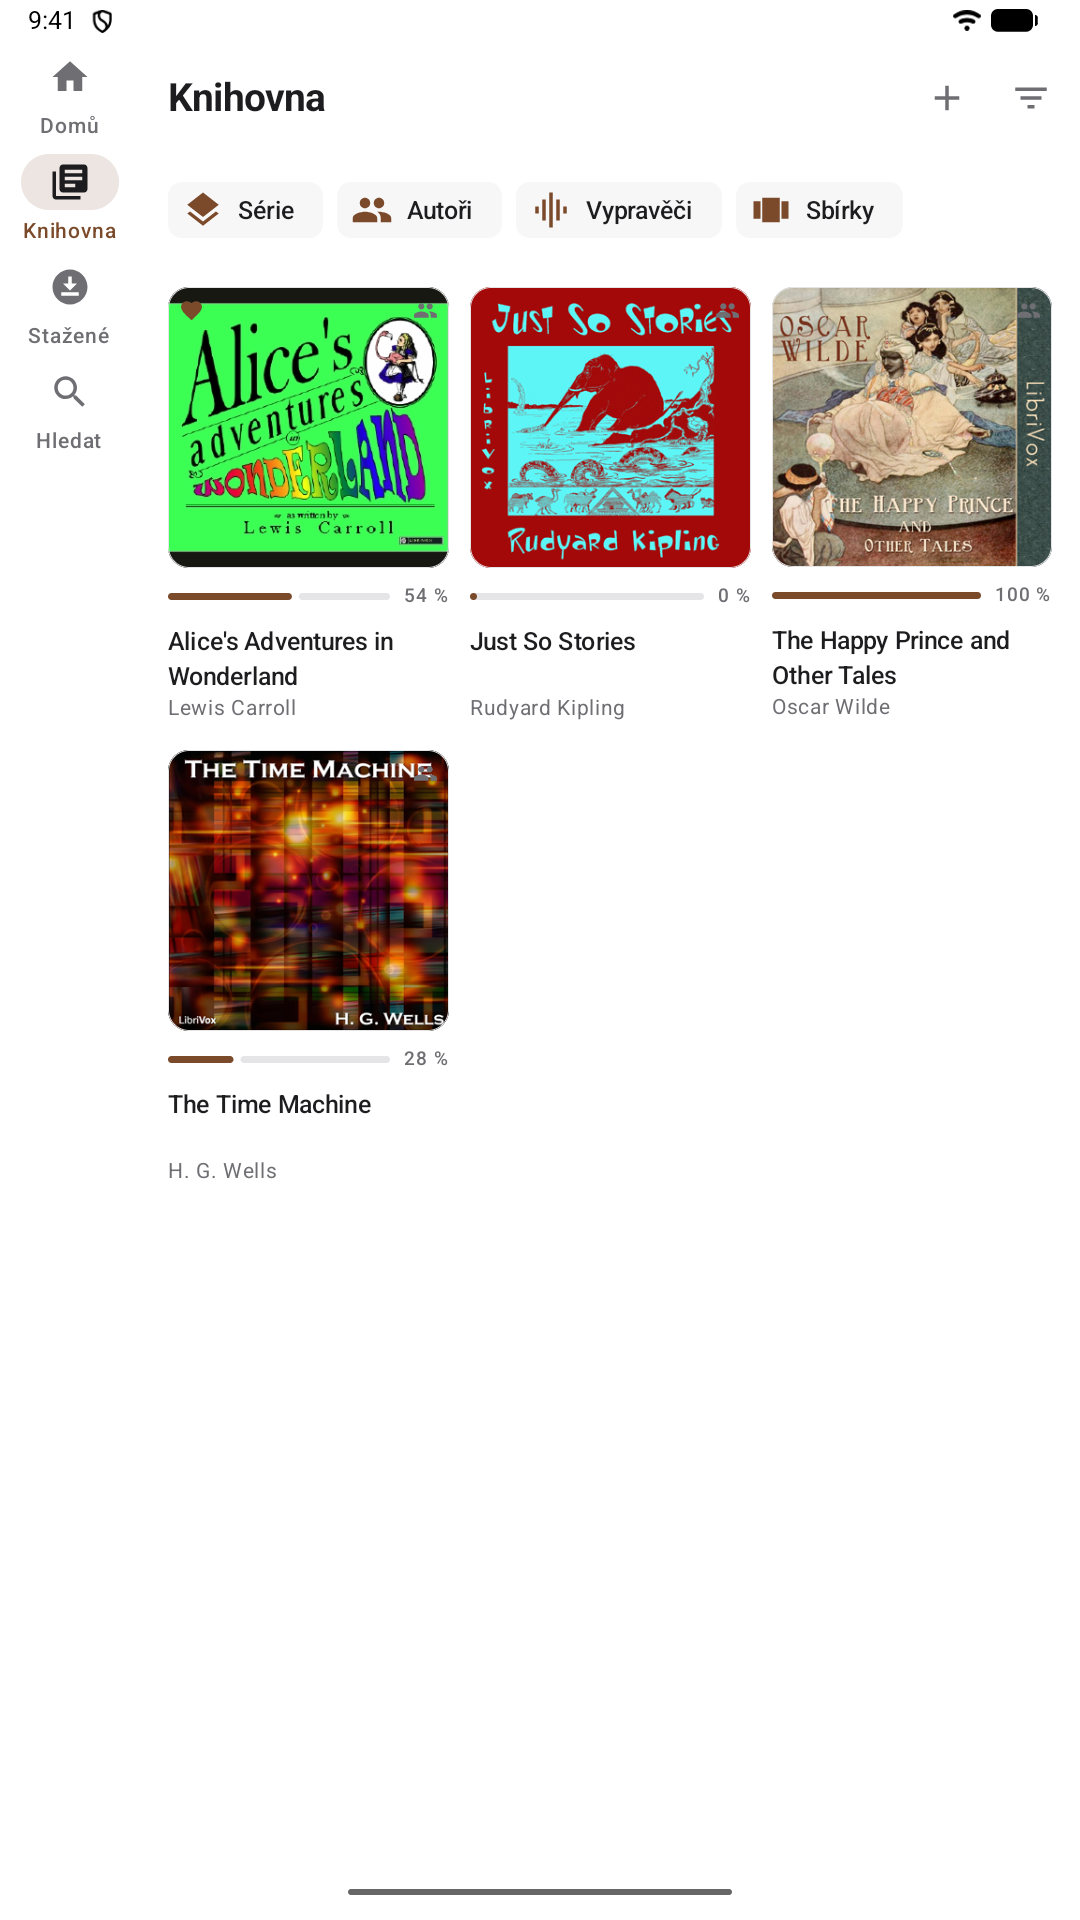 9:41
Domů
Knihovna
Stažené
Hledat
Knihovna
Série
Autoři
Vypravěči
Sbírky
Alice's
adventures
in
WONDERLAND
as written by
Lewis Carroll
54 %
Alice's Adventures in
Wonderland
Lewis Carroll
Just So Stories
LibriVox
Rudyard Kipling
0 %
Just So Stories
Rudyard Kipling
OSCAR
WILDE
LibriVox
THE HAPPY PRINCE
AND
OTHER TALES
100 %
The Happy Prince and
Other Tales
Oscar Wilde
THE TIME MACHINE
LibriVox
H. G. WELLS
28 %
The Time Machine
H. G. Wells